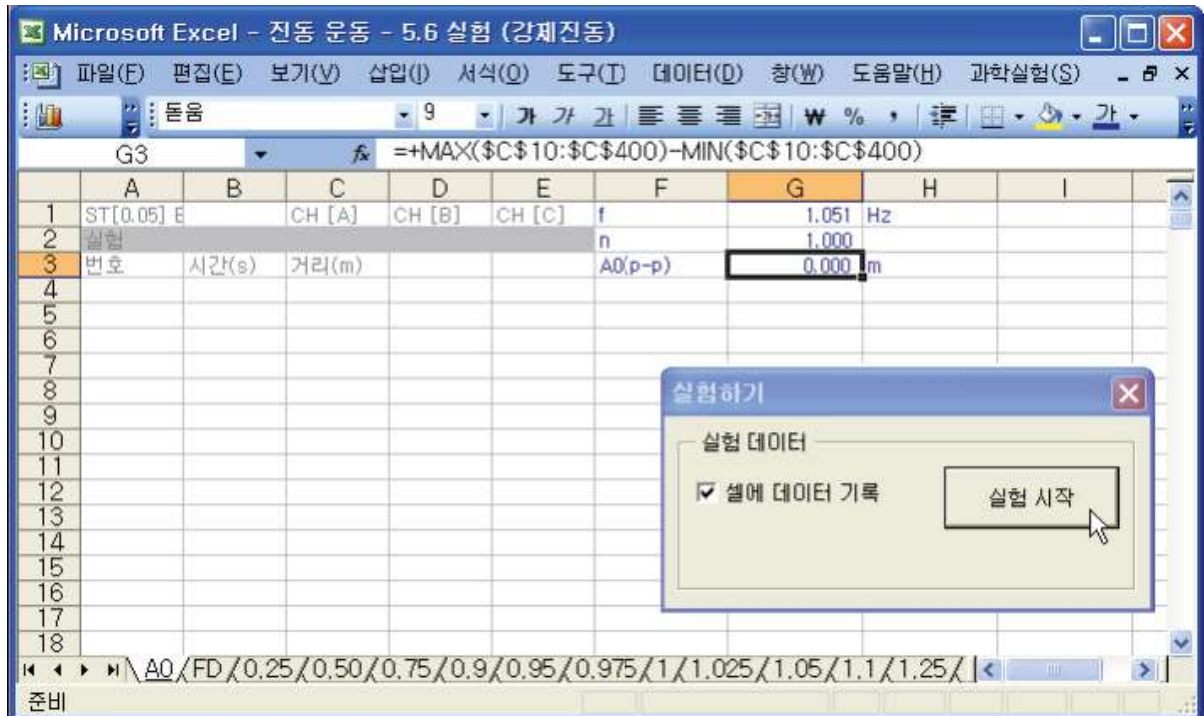 Microsoft Excel - 진동 운동 - 5.6 실험 (강제진동)
파일(F) 편집(E) 보기(V) 삽입(I) 서식(O) 도구(T) 데이터(D) 창(W) 도움말(H) 과학실험(S)
돋움 9 가 가 가 ₩ % , 가
G3 fx =+MAX($C$10:$C$400)-MIN($C$10:$C$400)
A B C D E F G H I
1 ST[0.05] E CH [A] CH [B] CH [C] f 1.051 Hz
2 실험 n 1.000
3 번호 시간(s) 거리(m) A0(p-p) 0.000 m
4
5
6
7
8
9
10
11
12
13
14
15
16
17
18
실험하기
실험 데이터
셀에 데이터 기록
실험 시작
A0 / FD / 0.25 / 0.50 / 0.75 / 0.9 / 0.95 / 0.975 / 1 / 1.025 / 1.05 / 1.1 / 1.25 /
준비